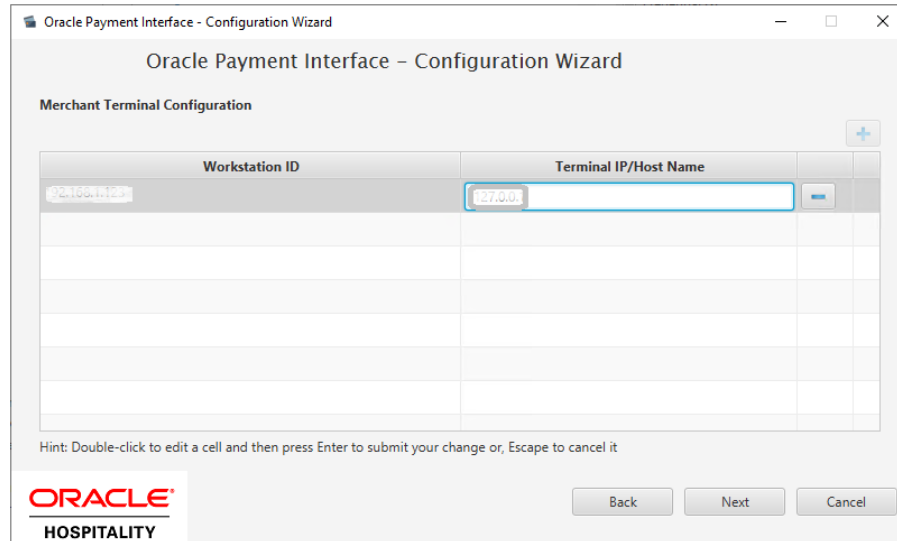 Oracle Payment Interface - Configuration Wizard
Oracle Payment Interface – Configuration Wizard
Merchant Terminal Configuration
Workstation ID Terminal IP/Host Name
Hint: Double-click to edit a cell and then press Enter to submit your change or, Escape to cancel it
ORACLE
HOSPITALITY
Back Next Cancel